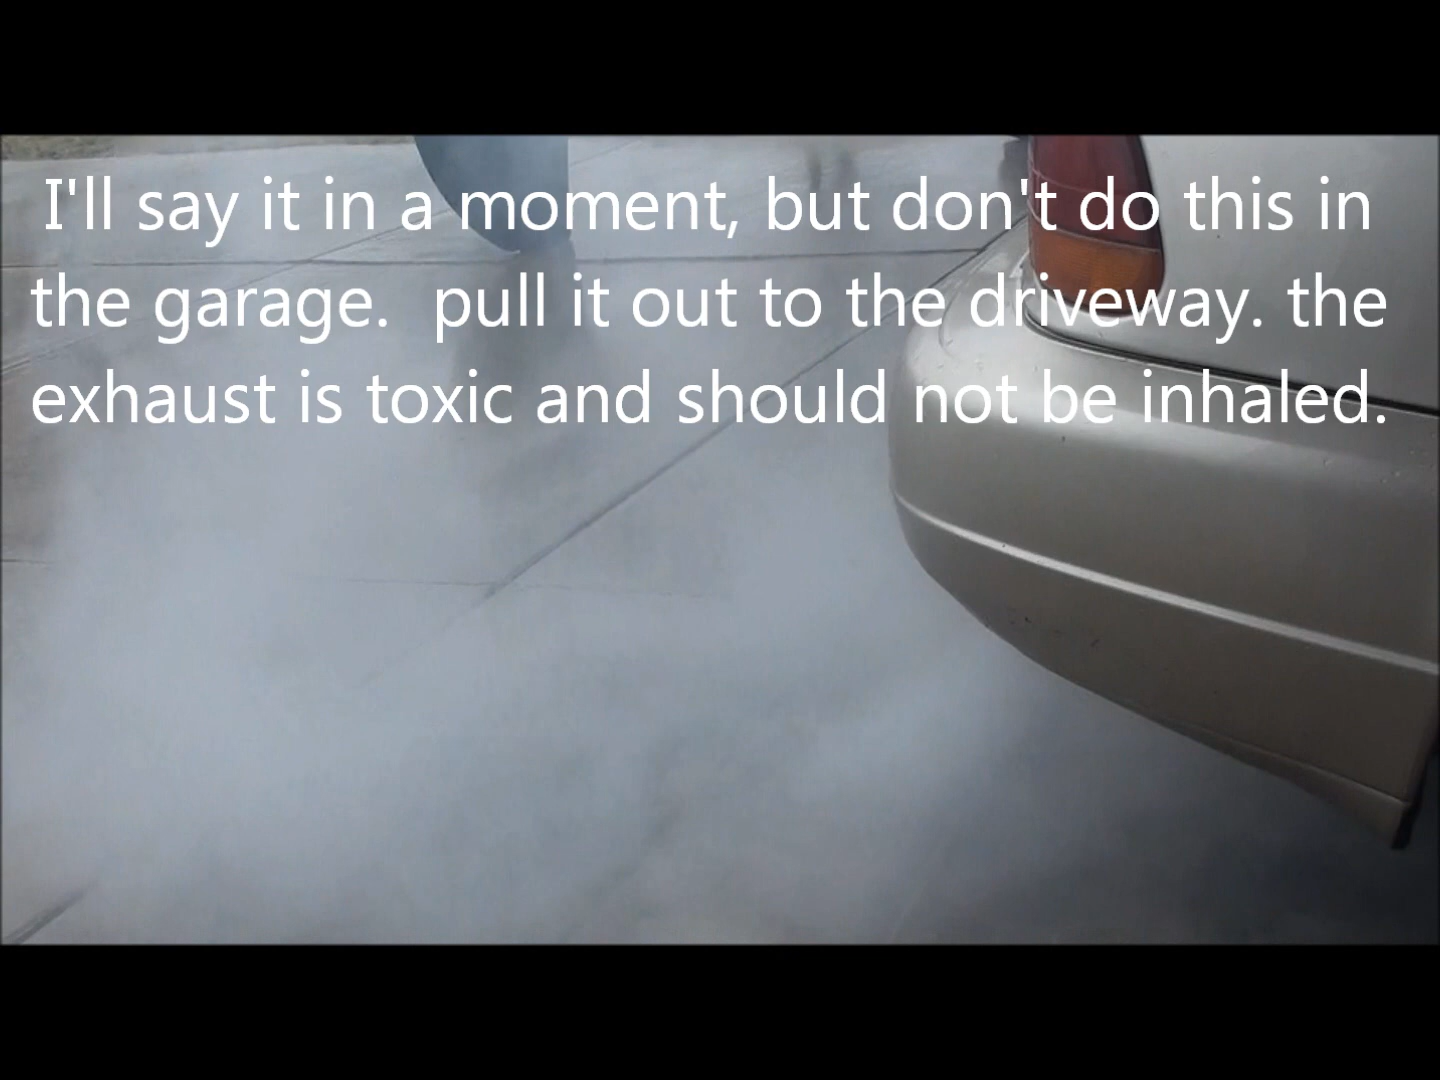 I'll say it in a moment, but don't do this in
the garage.  pull it out to the driveway. the
exhaust is toxic and should not be inhaled.